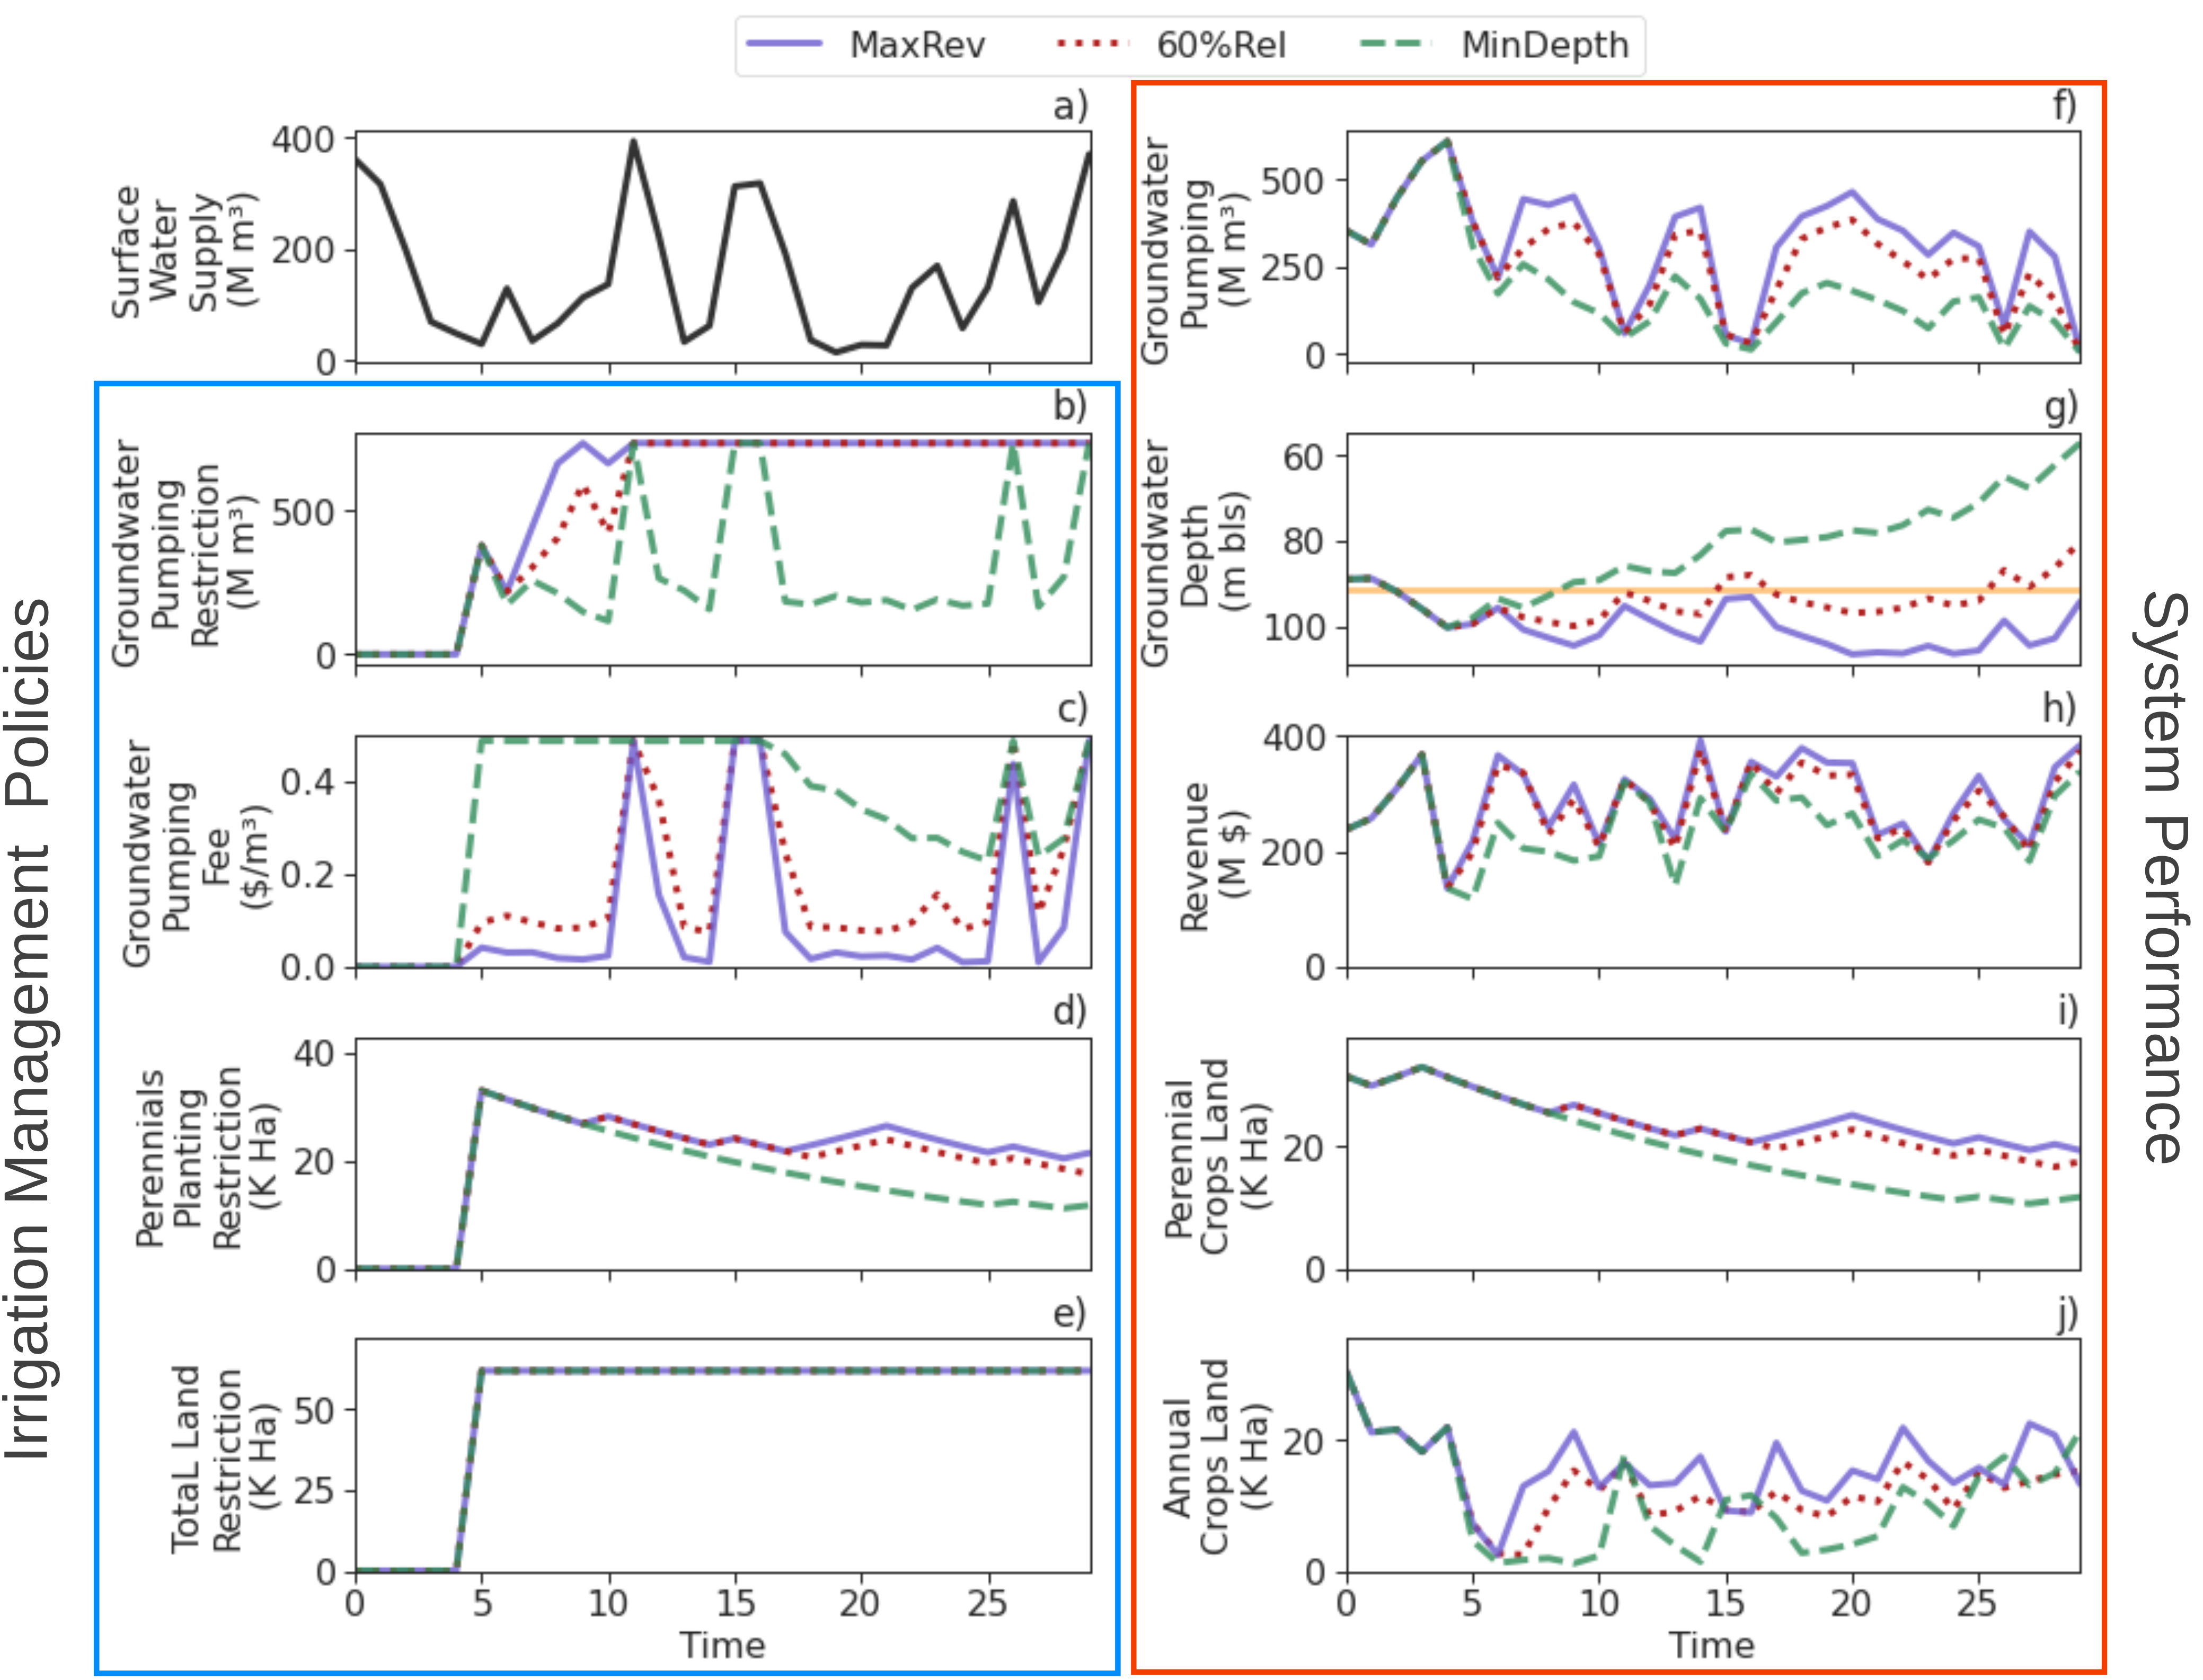 MaxRev 60%Rel MinDepth
Irrigation Management Policies
a)
Surface
Water
Supply
(M m³)
400
200
0
b)
Groundwater
Pumping
Restriction
(M m³)
500
0
c)
Groundwater
Pumping
Fee
($/m³)
0.4
0.2
0.0
d)
Perennials
Planting
Restriction
(K Ha)
40
20
0
e)
TotaL Land
Restriction
(K Ha)
50
25
0
0 5 10 15 20 25
Time
f)
Groundwater
Pumping
(M m³)
500
250
0
g)
Groundwater
Depth
(m bls)
60
80
100
h)
Revenue
(M $)
400
200
0
i)
Perennial
Crops Land
(K Ha)
20
0
j)
Annual
Crops Land
(K Ha)
20
0
0 5 10 15 20 25
Time
System Performance